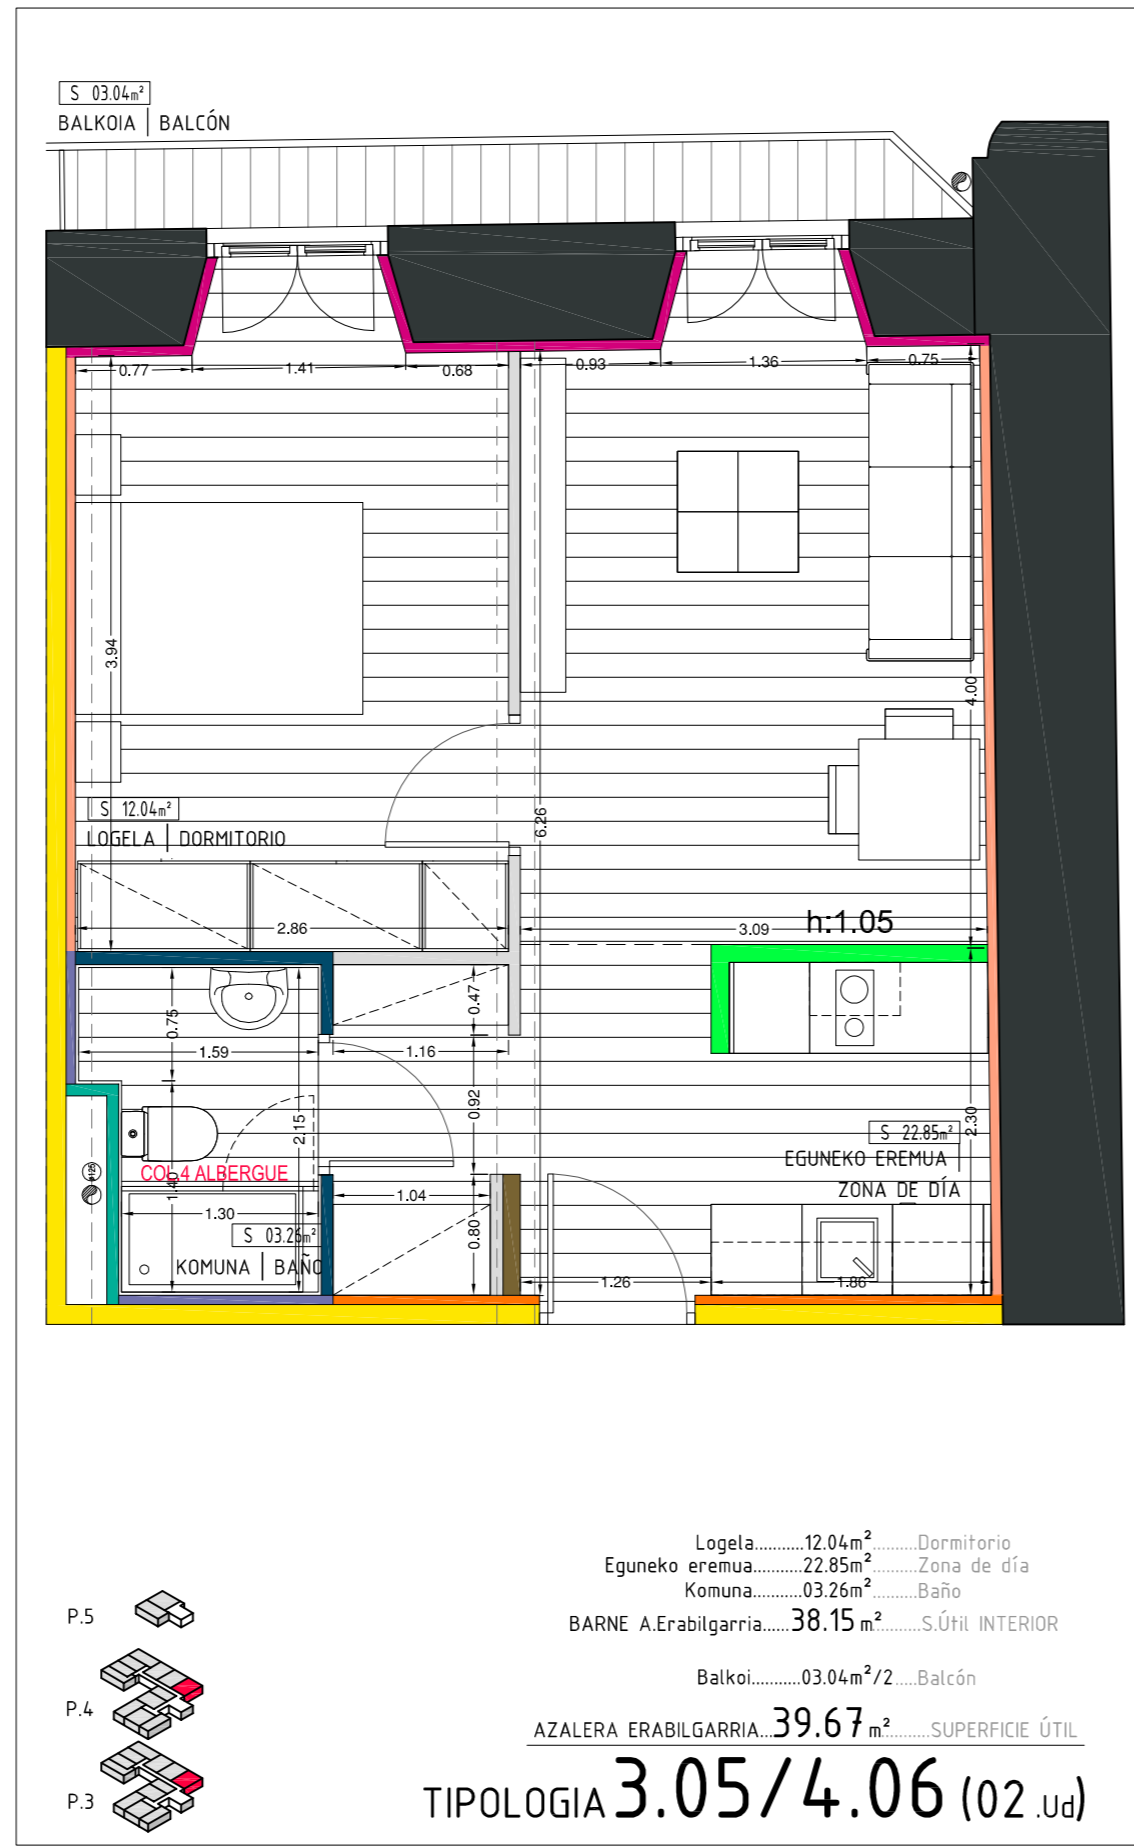 S 03.04m²
BALKOIA | BALCÓN
0.77
1.41
0.68
0.93
1.36
0.75
3.94
4.00
6.26
S 12.04m²
LOGELA | DORMITORIO
2.86
3.09
h:1.05
0.75
0.47
1.59
1.16
0.92
2.15
2.30
S 22.85m²
EGUNEKO EREMUA |
ZONA DE DÍA
COL4 ALBERGUE
1.40
1.04
1.30
0.80
S 03.26m²
KOMUNA | BAÑO
1.26
1.86
Logela...........12.04m²..........Dormitorio
Eguneko eremua...........22.85m²..........Zona de día
Komuna...........03.26m²..........Baño
BARNE A.Erabilgarria......38.15 m²..........S.Útil INTERIOR
Balkoi...........03.04m²/2.....Balcón
AZALERA ERABILGARRIA...39.67 m²..........SUPERFICIE ÚTIL
TIPOLOGIA 3.05/4.06 (02 .Ud)
P.5
P.4
P.3